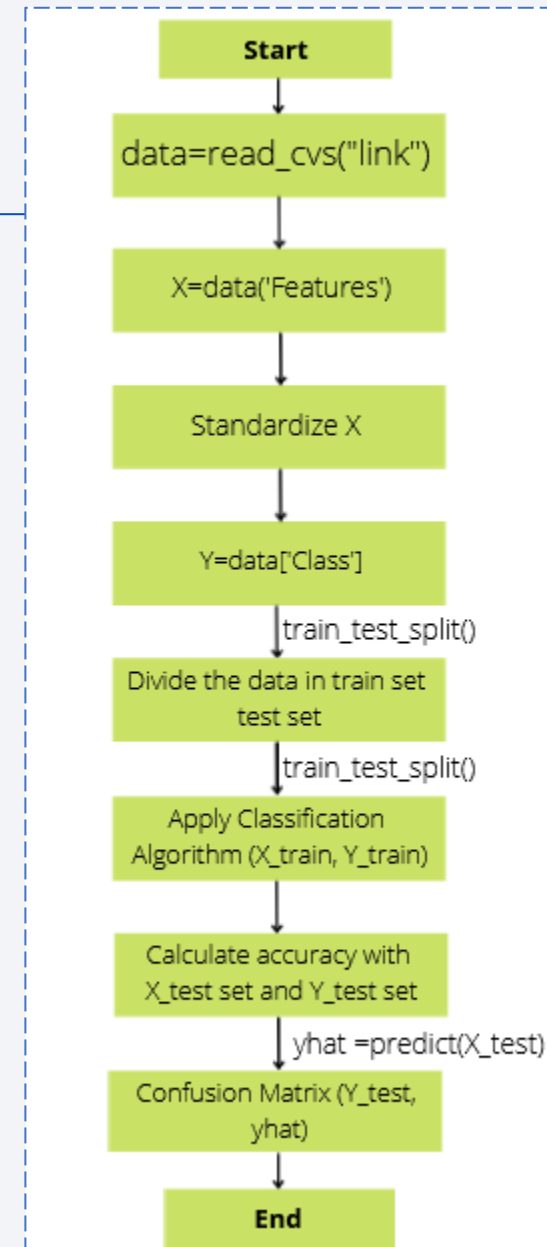 Start
data=read_cvs("link")
X=data('Features')
Standardize X
Y=data['Class']
train_test_split()
Divide the data in train set
test set
train_test_split()
Apply Classification
Algorithm (X_train, Y_train)
Calculate accuracy with
X_test set and Y_test set
yhat =predict(X_test)
Confusion Matrix (Y_test,
yhat)
End